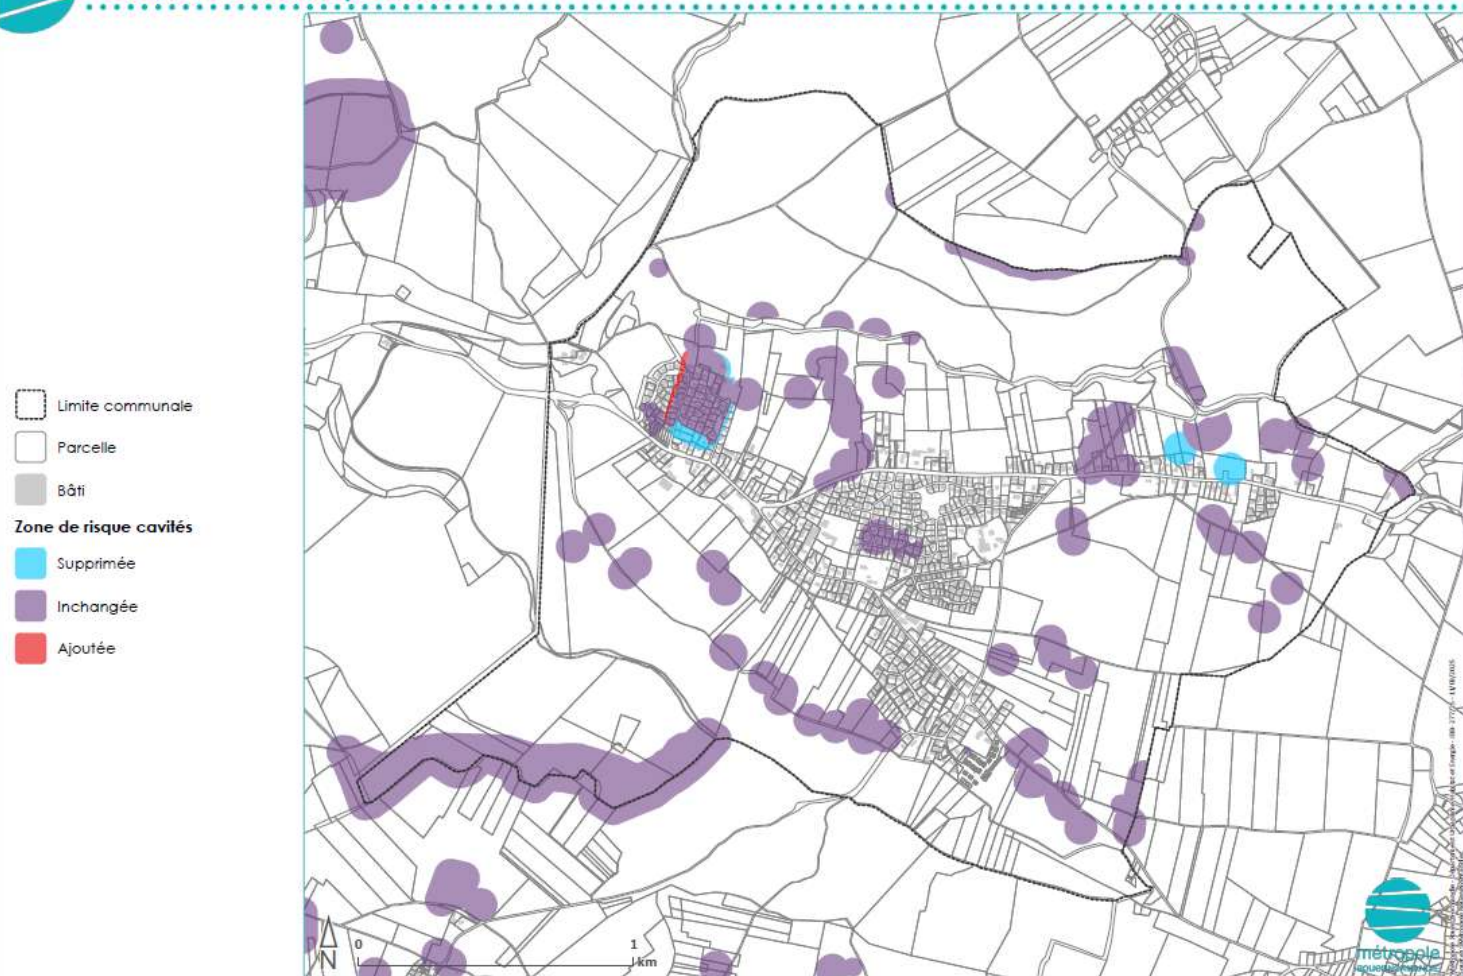 Limite communale
Parcelle
Bâti
Zone de risque cavités
Supprimée
Inchangée
Ajoutée
N
0
1
km
métropole